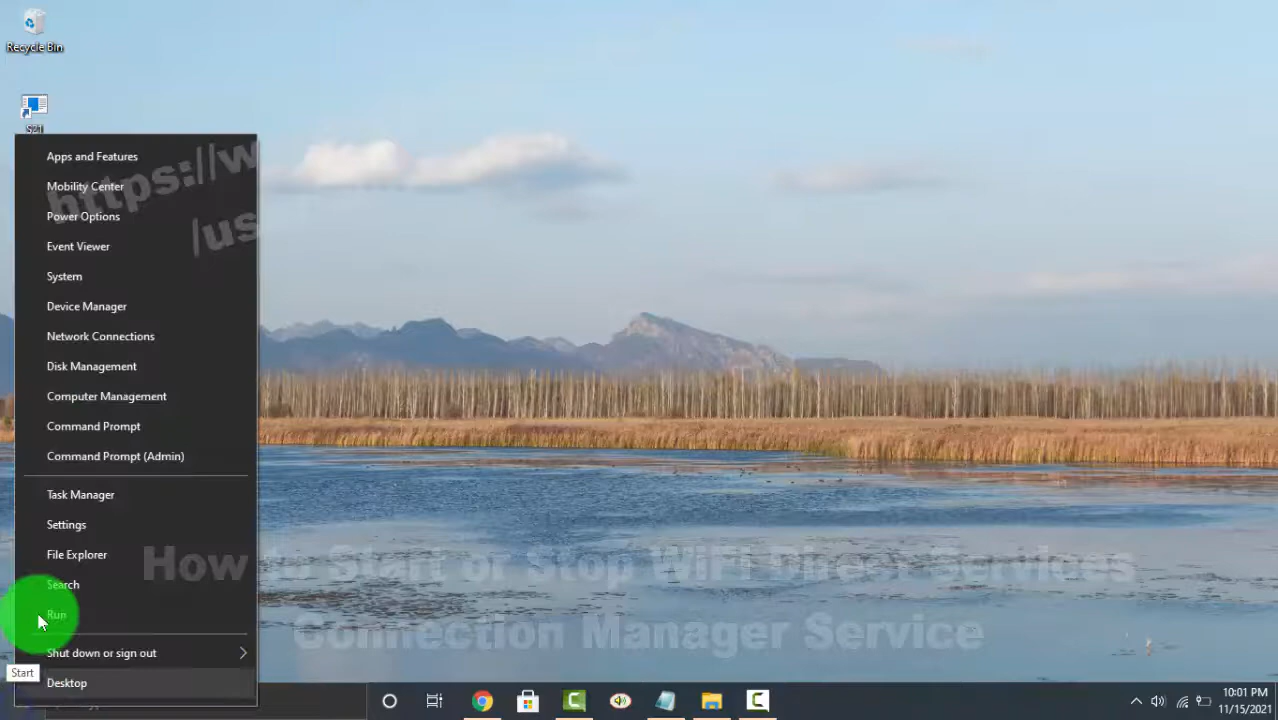 Recycle Bin
S21
https://w
/us
Apps and Features
Mobility Center
Power Options
Event Viewer
System
Device Manager
Network Connections
Disk Management
Computer Management
Command Prompt
Command Prompt (Admin)
Task Manager
Settings
File Explorer
Search
Run
Shut down or sign out
Desktop
Start
How to Start or Stop WiFI Direct Services
Connection Manager Service
10:01 PM
11/15/2021